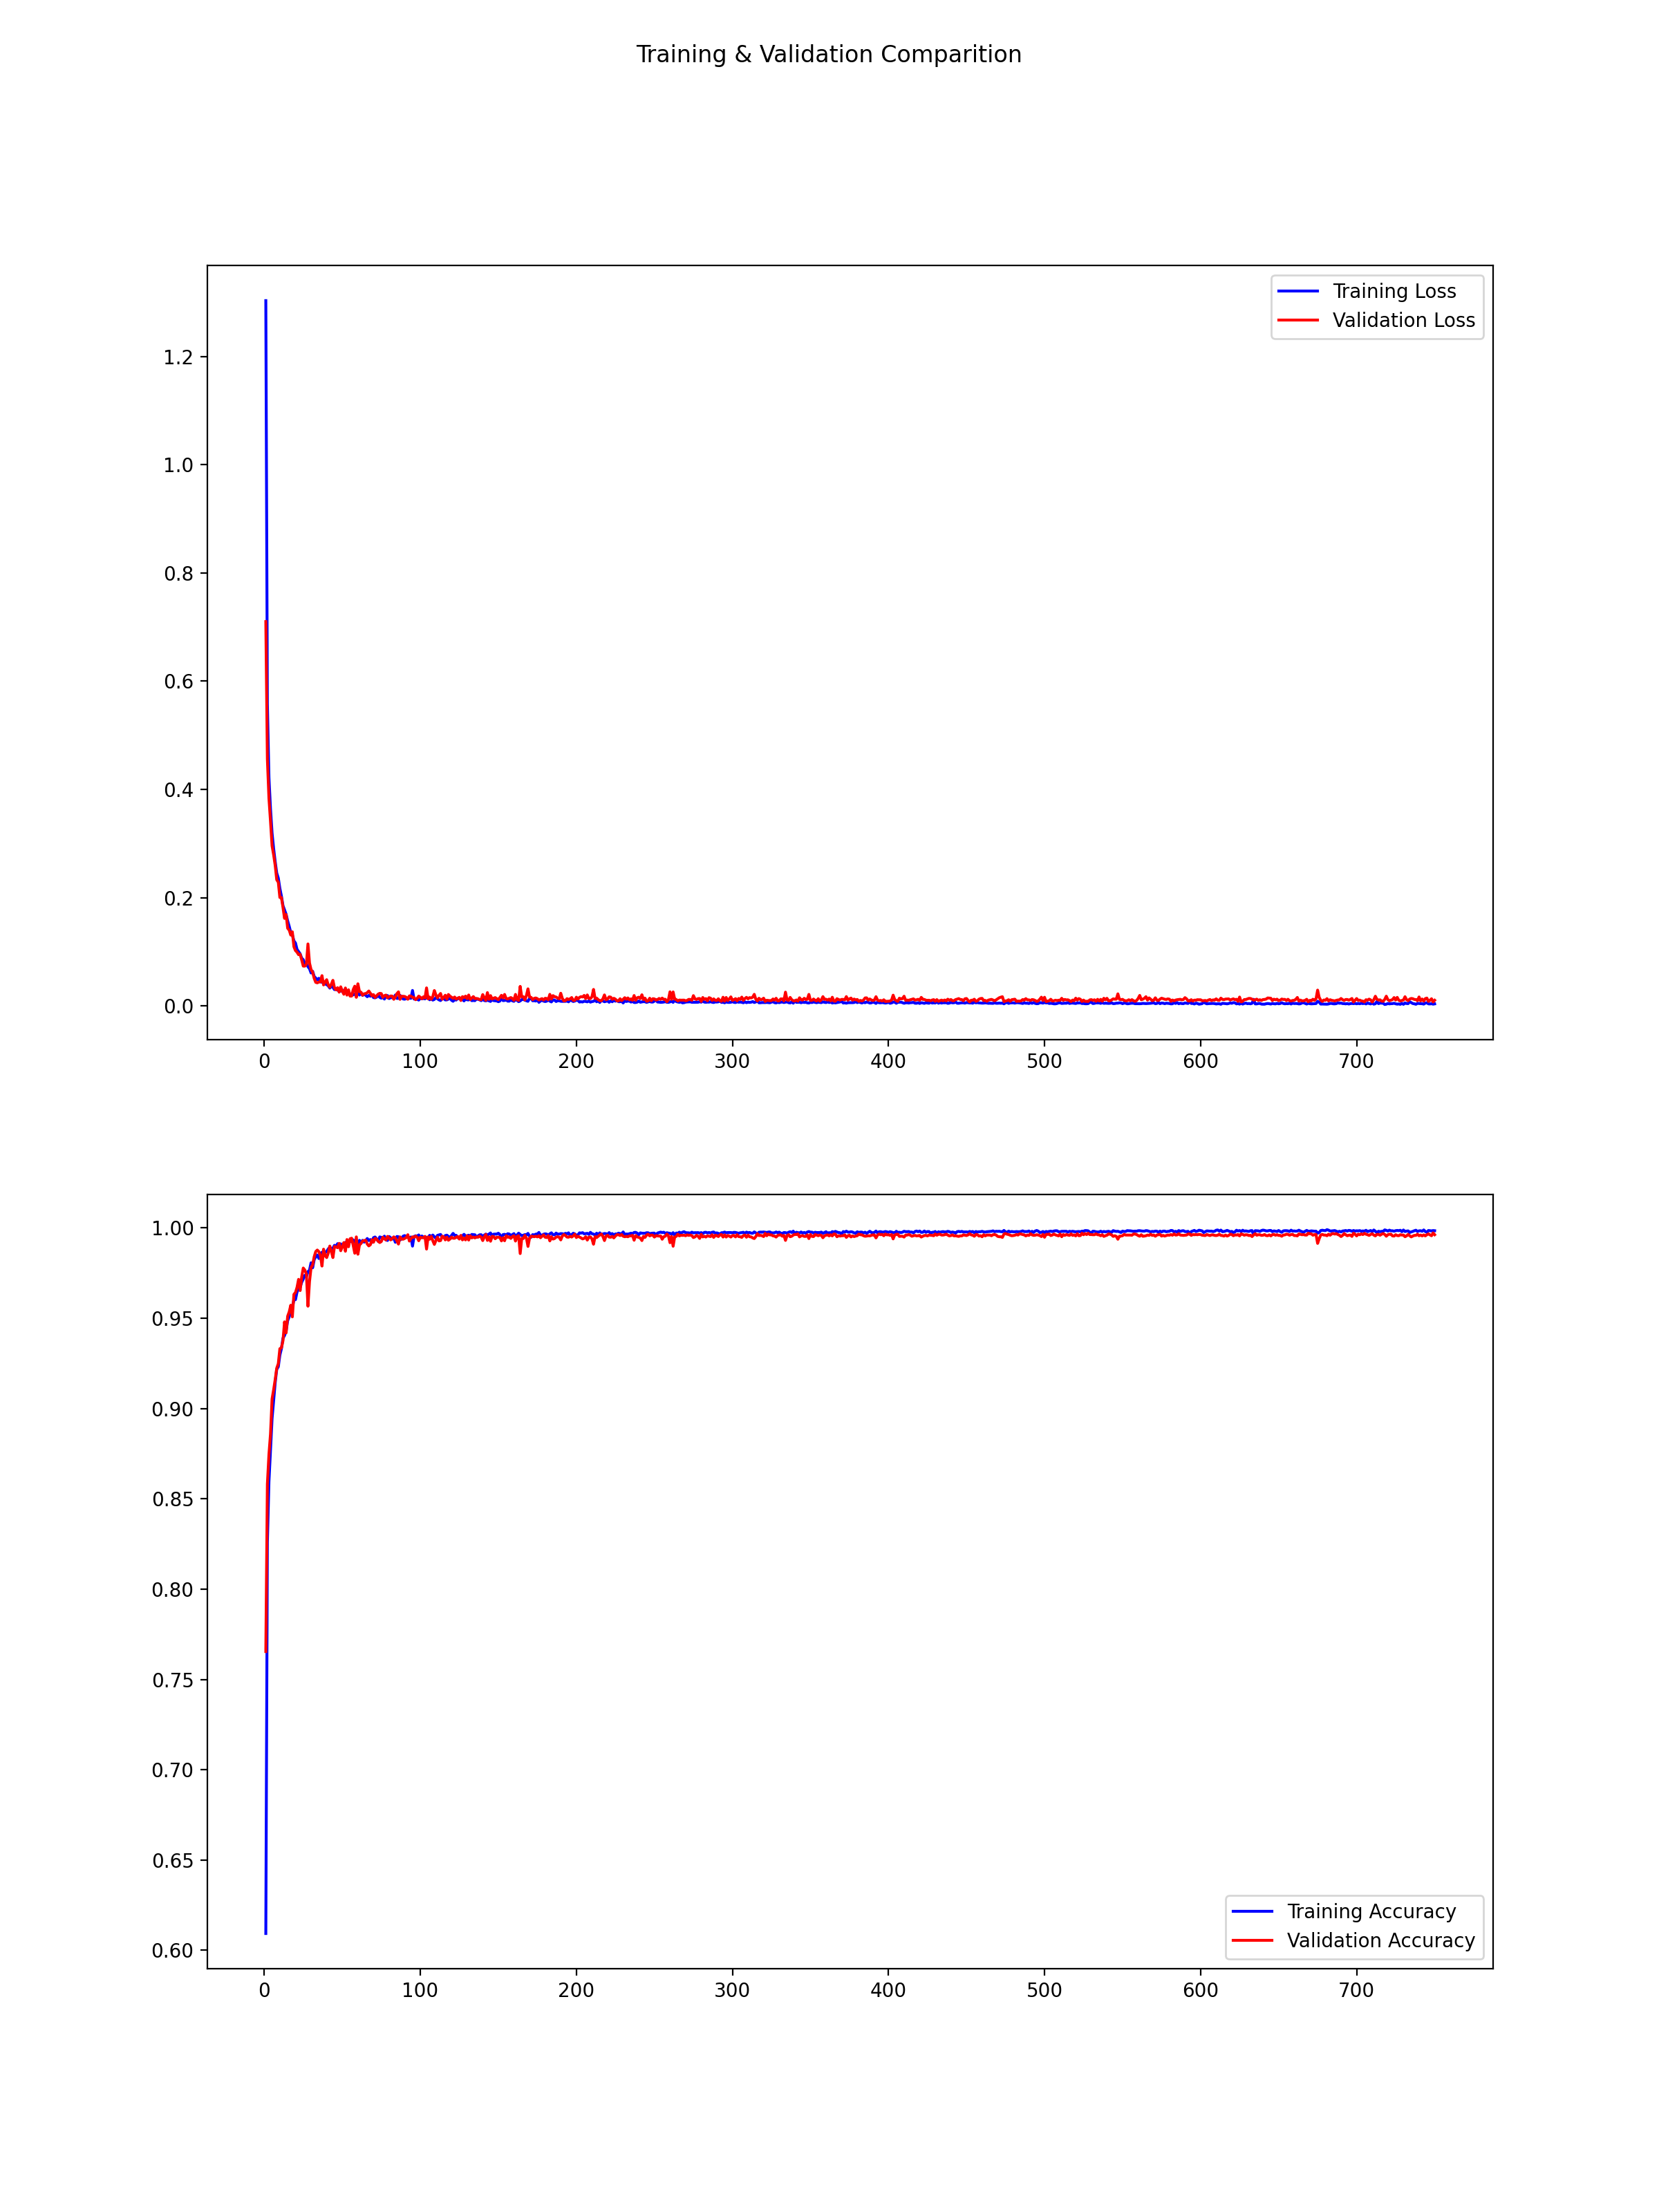 Training & Validation Comparition
Training Loss
Validation Loss
1.2
1.0
0.8
0.6
0.4
0.2
0.0
0 100 200 300 400 500 600 700
1.00
0.95
0.90
0.85
0.80
0.75
0.70
0.65
0.60
Training Accuracy
Validation Accuracy
0 100 200 300 400 500 600 700